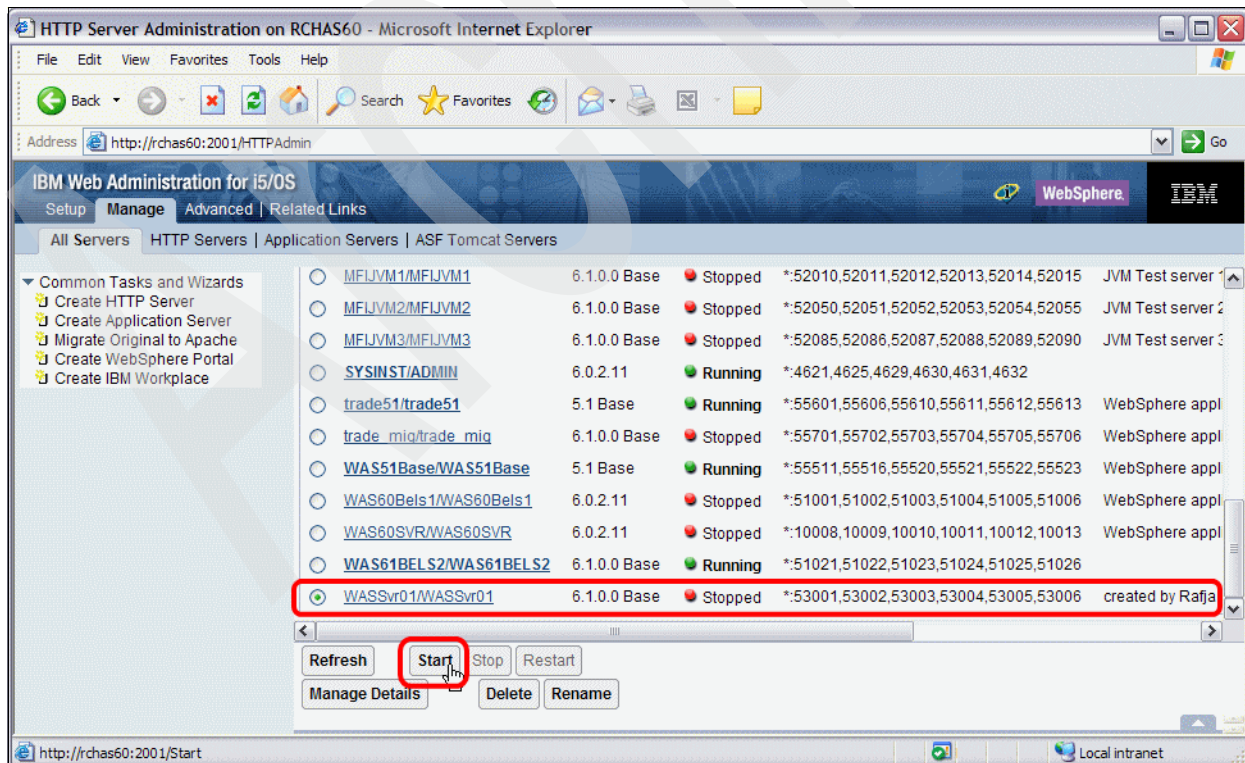 HTTP Server Administration on RCHAS60 - Microsoft Internet Explorer
File Edit View Favorites Tools Help
Back Search Favorites
Address http://rchas60:2001/HTTPAdmin Go
IBM Web Administration for i5/OS
WebSphere. IBM
Setup Manage Advanced | Related Links
All Servers HTTP Servers | Application Servers | ASF Tomcat Servers
Common Tasks and Wizards
Create HTTP Server
Create Application Server
Migrate Original to Apache
Create WebSphere Portal
Create IBM Workplace
MFIJVM1/MFIJVM1 6.1.0.0 Base Stopped *:52010,52011,52012,52013,52014,52015 JVM Test server 1
MFIJVM2/MFIJVM2 6.1.0.0 Base Stopped *:52050,52051,52052,52053,52054,52055 JVM Test server 2
MFIJVM3/MFIJVM3 6.1.0.0 Base Stopped *:52085,52086,52087,52088,52089,52090 JVM Test server 3
SYSINST/ADMIN 6.0.2.11 Running *:4621,4625,4629,4630,4631,4632
trade51/trade51 5.1 Base Running *:55601,55606,55610,55611,55612,55613 WebSphere appl
trade_mig/trade_mig 6.1.0.0 Base Stopped *:55701,55702,55703,55704,55705,55706 WebSphere appl
WAS51Base/WAS51Base 5.1 Base Running *:55511,55516,55520,55521,55522,55523 WebSphere appl
WAS60Bels1/WAS60Bels1 6.0.2.11 Stopped *:51001,51002,51003,51004,51005,51006 WebSphere appl
WAS60SVR/WAS60SVR 6.0.2.11 Stopped *:10008,10009,10010,10011,10012,10013 WebSphere appl
WAS61BELS2/WAS61BELS2 6.1.0.0 Base Running *:51021,51022,51023,51024,51025,51026
WASSvr01/WASSvr01 6.1.0.0 Base Stopped *:53001,53002,53003,53004,53005,53006 created by Rafja
Refresh Start Stop Restart
Manage Details Delete Rename
http://rchas60:2001/Start Local intranet